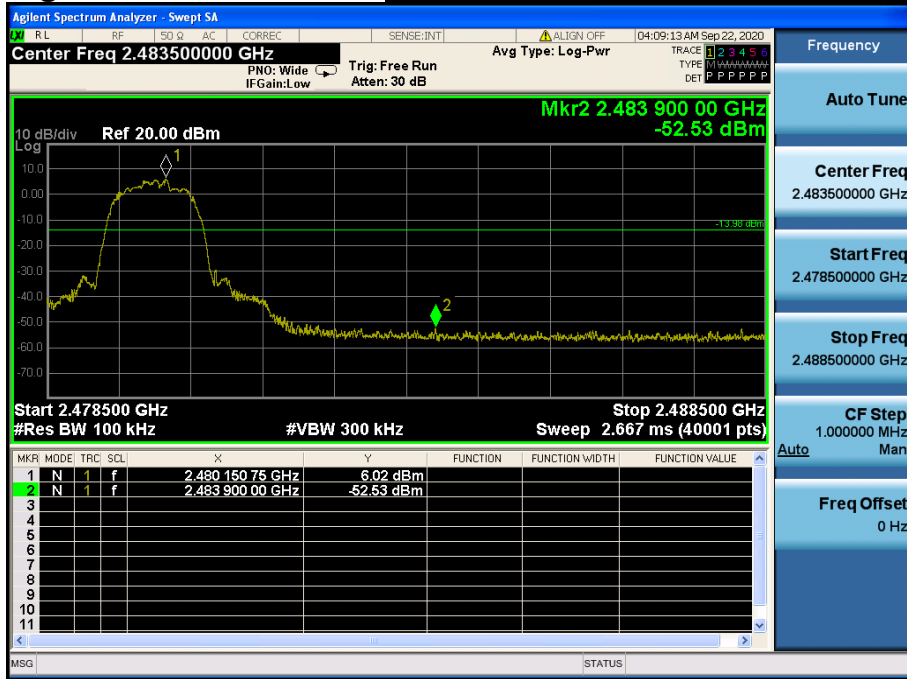 Agilent Spectrum Analyzer - Swept SA
LXI RL RF 50 Ω AC CORREC SENSE:INT ALIGN OFF 04:09:13 AM Sep 22, 2020
Center Freq 2.483500000 GHz
PNO: Wide
IFGain:Low
Trig: Free Run
Atten: 30 dB
Avg Type: Log-Pwr
TRACE 1 2 3 4 5 6
TYPE M
DET P P P P P P
Mkr2 2.483 900 00 GHz
-52.53 dBm
10 dB/div Ref 20.00 dBm
Log
10.0
0.00
-10.0
-20.0
-30.0
-40.0
-50.0
-60.0
-70.0
1
2
-13.98 dBm
Start 2.478500 GHz Stop 2.488500 GHz
#Res BW 100 kHz #VBW 300 kHz Sweep 2.667 ms (40001 pts)
MKR MODE TRC SCL X Y FUNCTION FUNCTION WIDTH FUNCTION VALUE
1 N 1 f 2.480 150 75 GHz 6.02 dBm
2 N 1 f 2.483 900 00 GHz -52.53 dBm
3
4
5
6
7
8
9
10
11
MSG STATUS
Frequency
Auto Tune
Center Freq
2.483500000 GHz
Start Freq
2.478500000 GHz
Stop Freq
2.488500000 GHz
CF Step
1.000000 MHz
Auto Man
Freq Offset
0 Hz